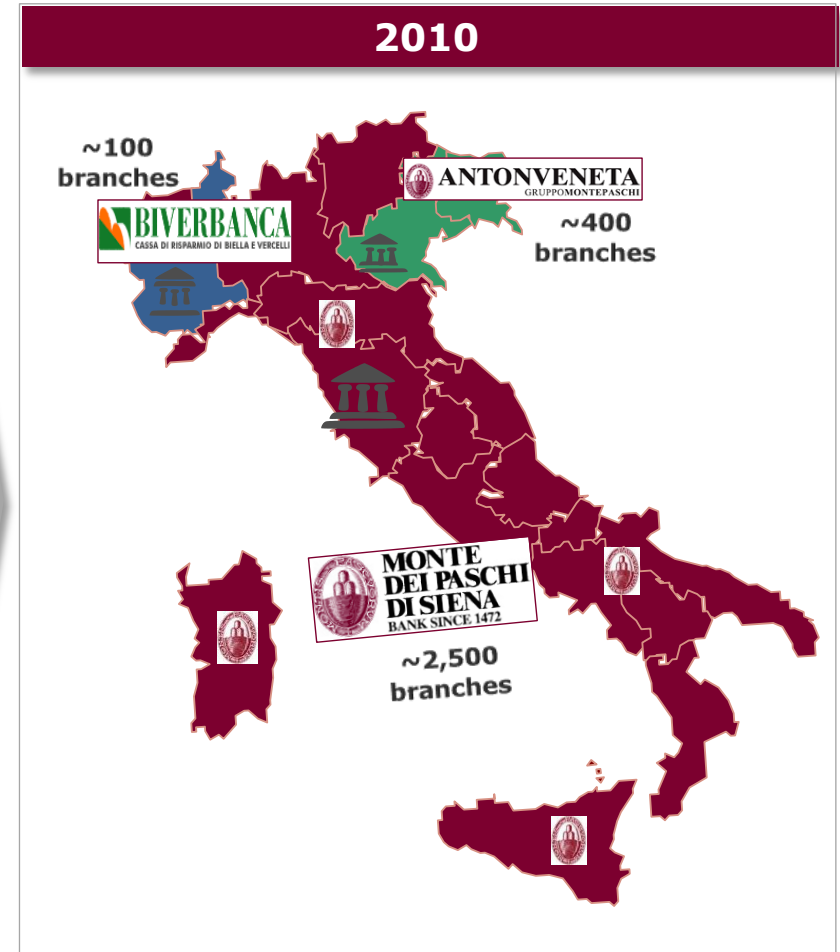 2010
~100
branches
BIVERBANCA
CASSA DI RISPARMIO DI BIELLA E VERCELLI
ANTONVENETA
GRUPPOMONTEPASCHI
~400
branches
MONTE
DEI PASCHI
DI SIENA
BANK SINCE 1472
~2,500
branches